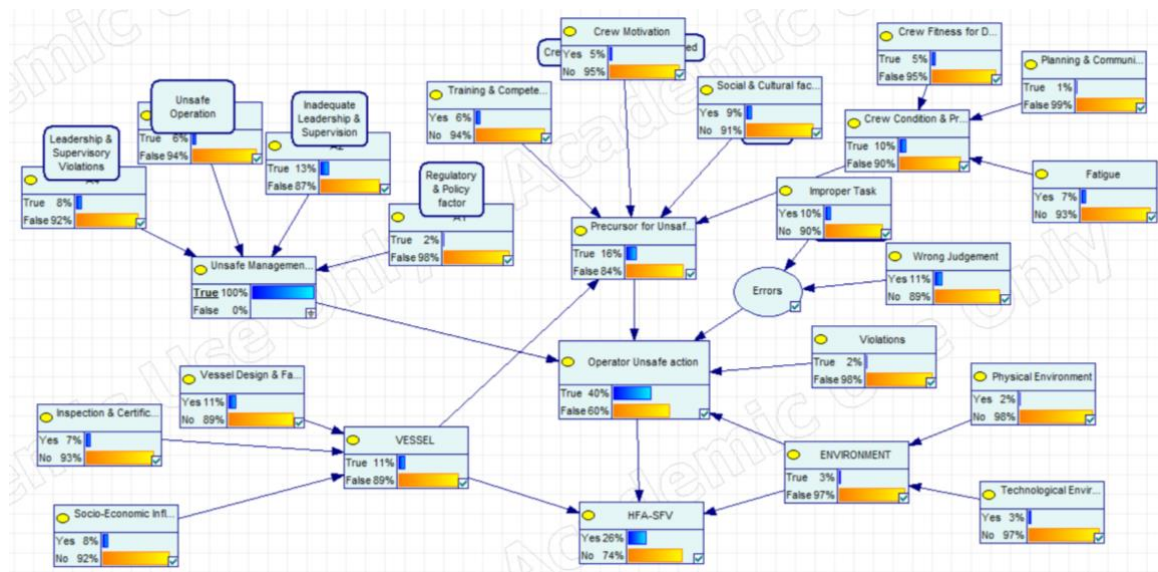 Crew Motivation
Cre
ed
Yes 5%
No 95%
Crew Fitness for D...
True 5%
False 95%
Planning & Communi...
True 1%
False 99%
Unsafe
Operation
True 6%
False 94%
Inadequate
Leadership &
Supervision
A2
True 13%
False 87%
Training & Compete...
Yes 6%
No 94%
Social & Cultural fac...
Yes 9%
No 91%
Crew Condition & Pr...
True 10%
False 90%
Leadership &
Supervisory
Violations
True 8%
False 92%
Regulatory
& Policy
factor
A1
True 2%
False 98%
Improper Task
Yes 10%
No 90%
Fatigue
Yes 7%
No 93%
Precursor for Unsaf...
True 16%
False 84%
Unsafe Managemen...
True 100%
False 0%
Errors
Wrong Judgement
Yes 11%
No 89%
Operator Unsafe action
True 40%
False 60%
Violations
True 2%
False 98%
Vessel Design & Fa...
Yes 11%
No 89%
Physical Environment
Yes 2%
No 98%
Inspection & Certific...
Yes 7%
No 93%
VESSEL
True 11%
False 89%
ENVIRONMENT
True 3%
False 97%
Technological Envir...
Yes 3%
No 97%
Socio-Economic Infl...
Yes 8%
No 92%
HFA-SFV
Yes 26%
No 74%
Academic Use Only